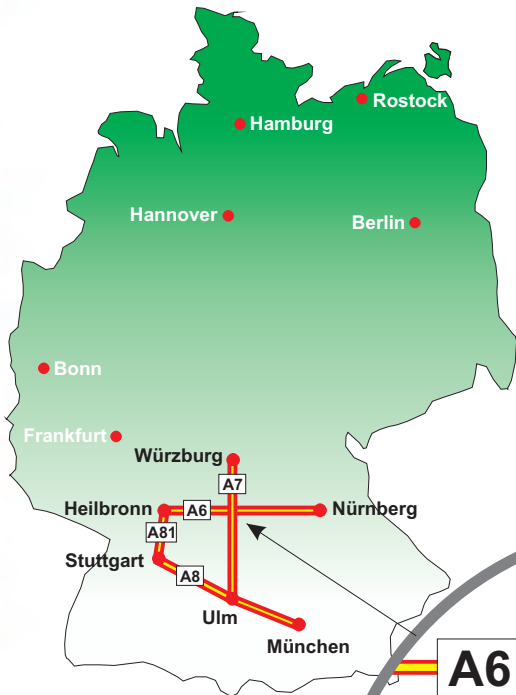 Rostock
Hamburg
Hannover
Berlin
Bonn
Frankfurt
Würzburg
A7
Heilbronn
A6
Nürnberg
A81
Stuttgart
A8
Ulm
München
A6